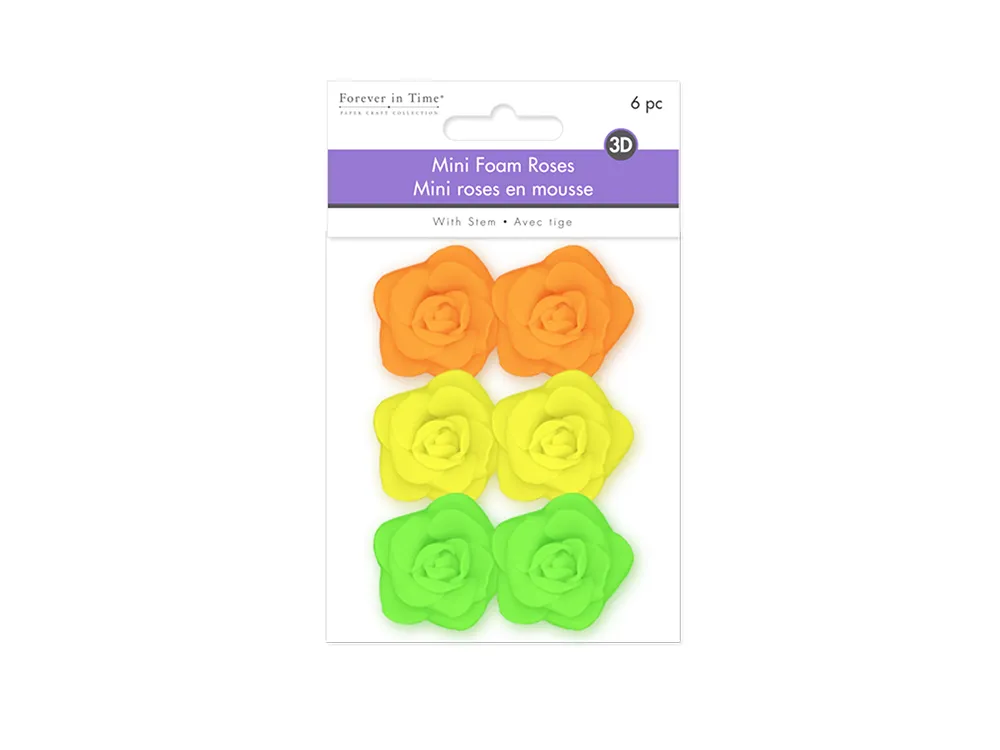 Forever in Time
PAPER CRAFT COLLECTION
6 pc
3D
Mini Foam Roses
Mini roses en mousse
With Stem • Avec tige